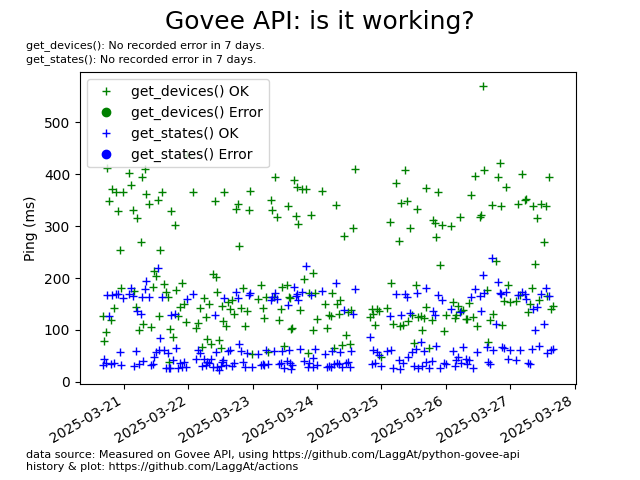 Govee API: is it working?
get_devices(): No recorded error in 7 days.
get_states(): No recorded error in 7 days.
get_devices() OK
get_devices() Error
get_states() OK
get_states() Error
Ping (ms)
500
400
300
200
100
0
2025-03-21
2025-03-22
2025-03-23
2025-03-24
2025-03-25
2025-03-26
2025-03-27
2025-03-28
data source: Measured on Govee API, using https://github.com/LaggAt/python-govee-api
history & plot: https://github.com/LaggAt/actions